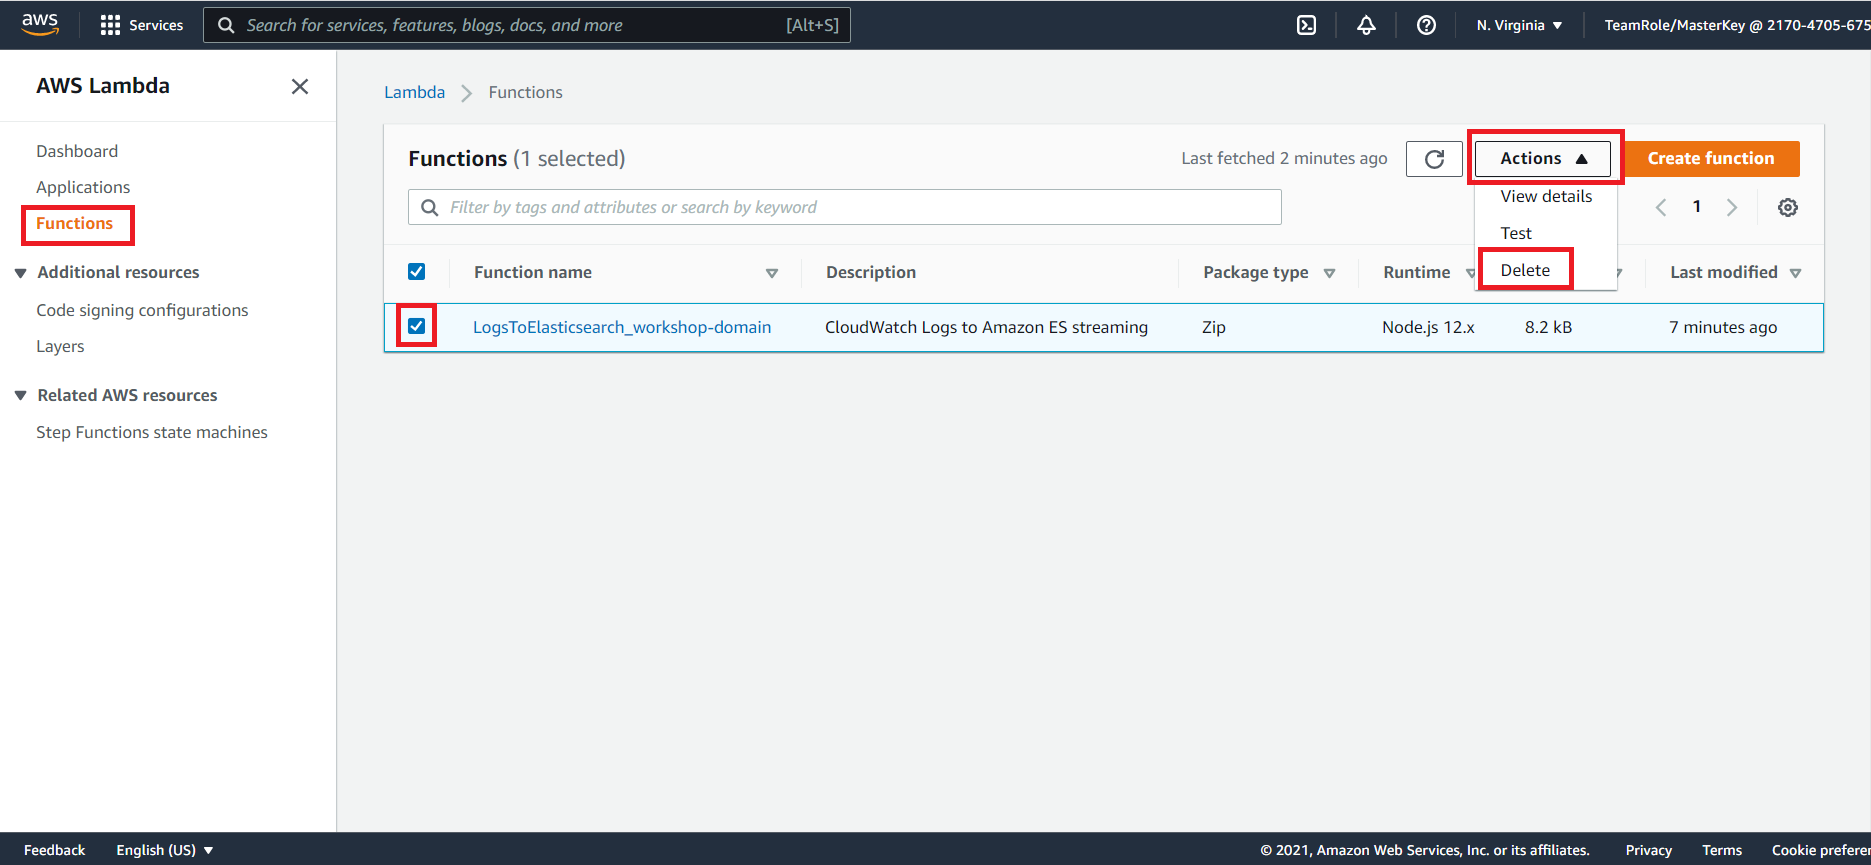 aws Services Search for services, features, blogs, docs, and more [Alt+S] N. Virginia TeamRole/MasterKey @ 2170-4705-675
AWS Lambda
Dashboard
Applications
Functions
Additional resources
Code signing configurations
Layers
Related AWS resources
Step Functions state machines
Lambda Functions
Functions (1 selected) Last fetched 2 minutes ago Actions Create function
Filter by tags and attributes or search by keyword
View details
Test
Delete
1
Function name Description Package type Runtime Last modified
LogsToElasticsearch_workshop-domain CloudWatch Logs to Amazon ES streaming Zip Node.js 12.x 8.2 kB 7 minutes ago
Feedback English (US) © 2021, Amazon Web Services, Inc. or its affiliates. Privacy Terms Cookie prefere